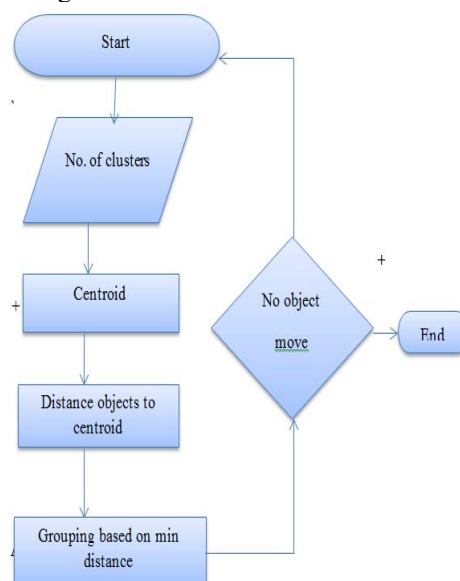 Start
No. of clusters
Centroid
+
Distance objects to
centroid
Grouping based on min
distance
No object
move
+
End